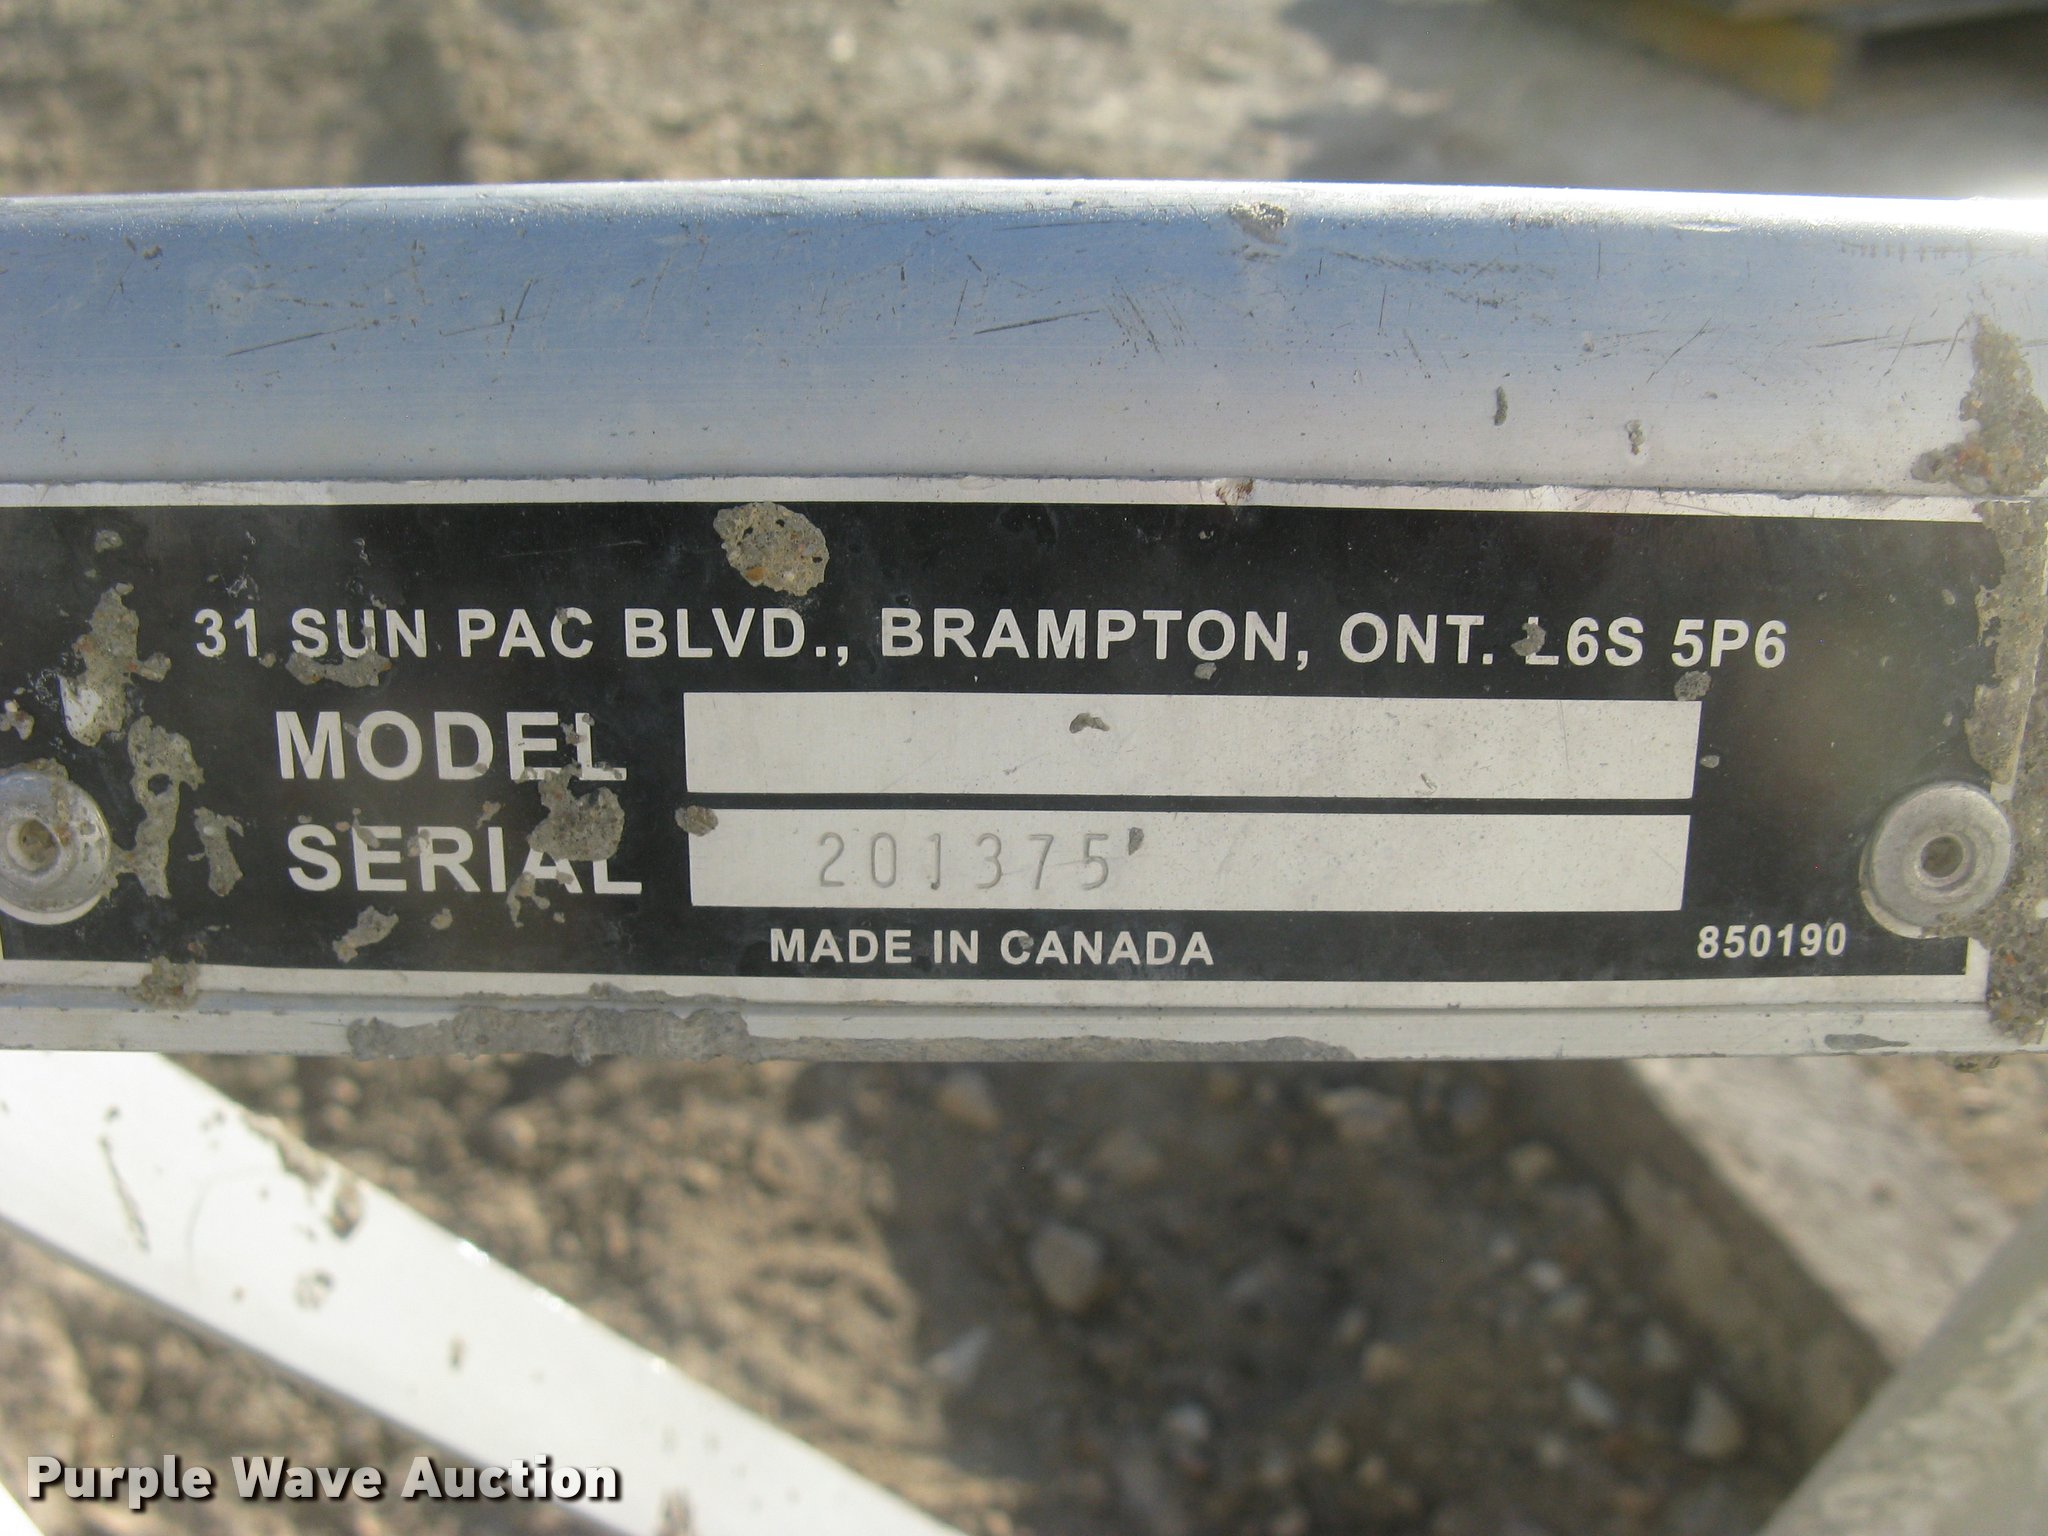 31 SUN PAC BLVD., BRAMPTON, ONT. L6S 5P6
MODEL
SERIAL 201375
MADE IN CANADA 850190
Purple Wave Auction